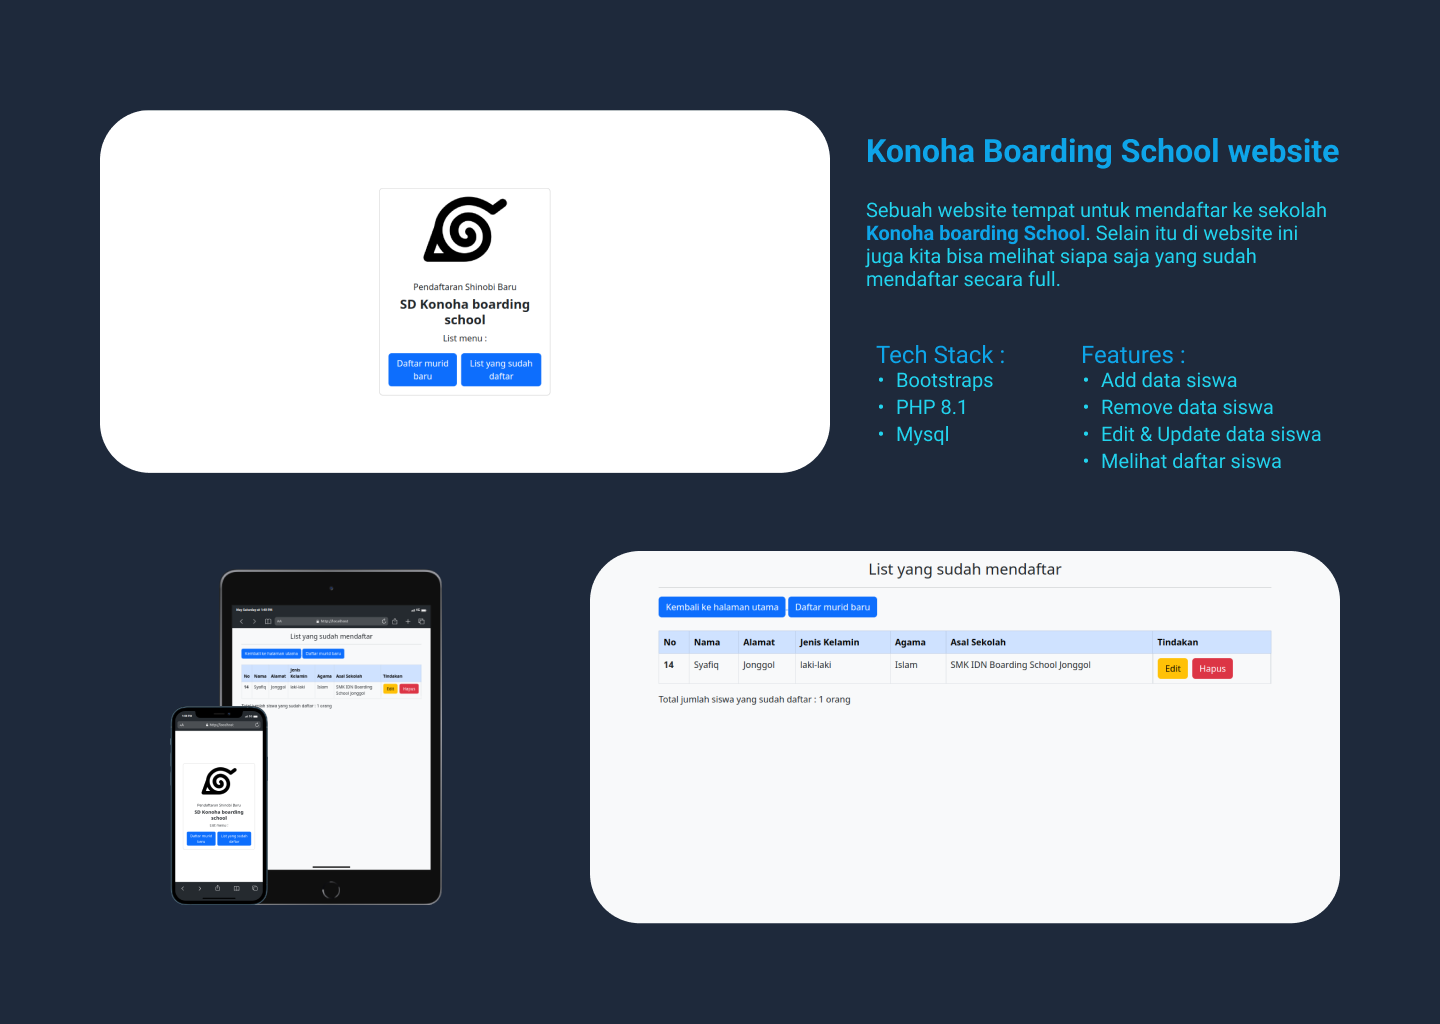 Pendaftaran Shinobi Baru
SD Konoha boarding
school
List menu :
Daftar murid
baru
List yang sudah
daftar
Konoha Boarding School website
Sebuah website tempat untuk mendaftar ke sekolah
Konoha boarding School. Selain itu di website ini
juga kita bisa melihat siapa saja yang sudah
mendaftar secara full.
Tech Stack :
• Bootstraps
• PHP 8.1
• Mysql
Features :
• Add data siswa
• Remove data siswa
• Edit & Update data siswa
• Melihat daftar siswa
List yang sudah mendaftar
Kembali ke halaman utama Daftar murid baru
No Nama Alamat Jenis Kelamin Agama Asal Sekolah Tindakan
14 Syafiq Jonggol laki-laki Islam SMK IDN Boarding School Jonggol Edit Hapus
Total jumlah siswa yang sudah daftar : 1 orang
List yang sudah mendaftar
Kembali ke halaman utama Daftar murid baru
No Nama Alamat Jenis Kelamin Agama Asal Sekolah Tindakan
14 Syafiq Jonggol laki-laki Islam SMK IDN Boarding School Jonggol Edit Hapus
siswa yang sudah daftar : 1 orang
Pendaftaran Shinobi Baru
SD Konoha boarding
school
List menu :
Daftar murid
baru
List yang sudah
daftar